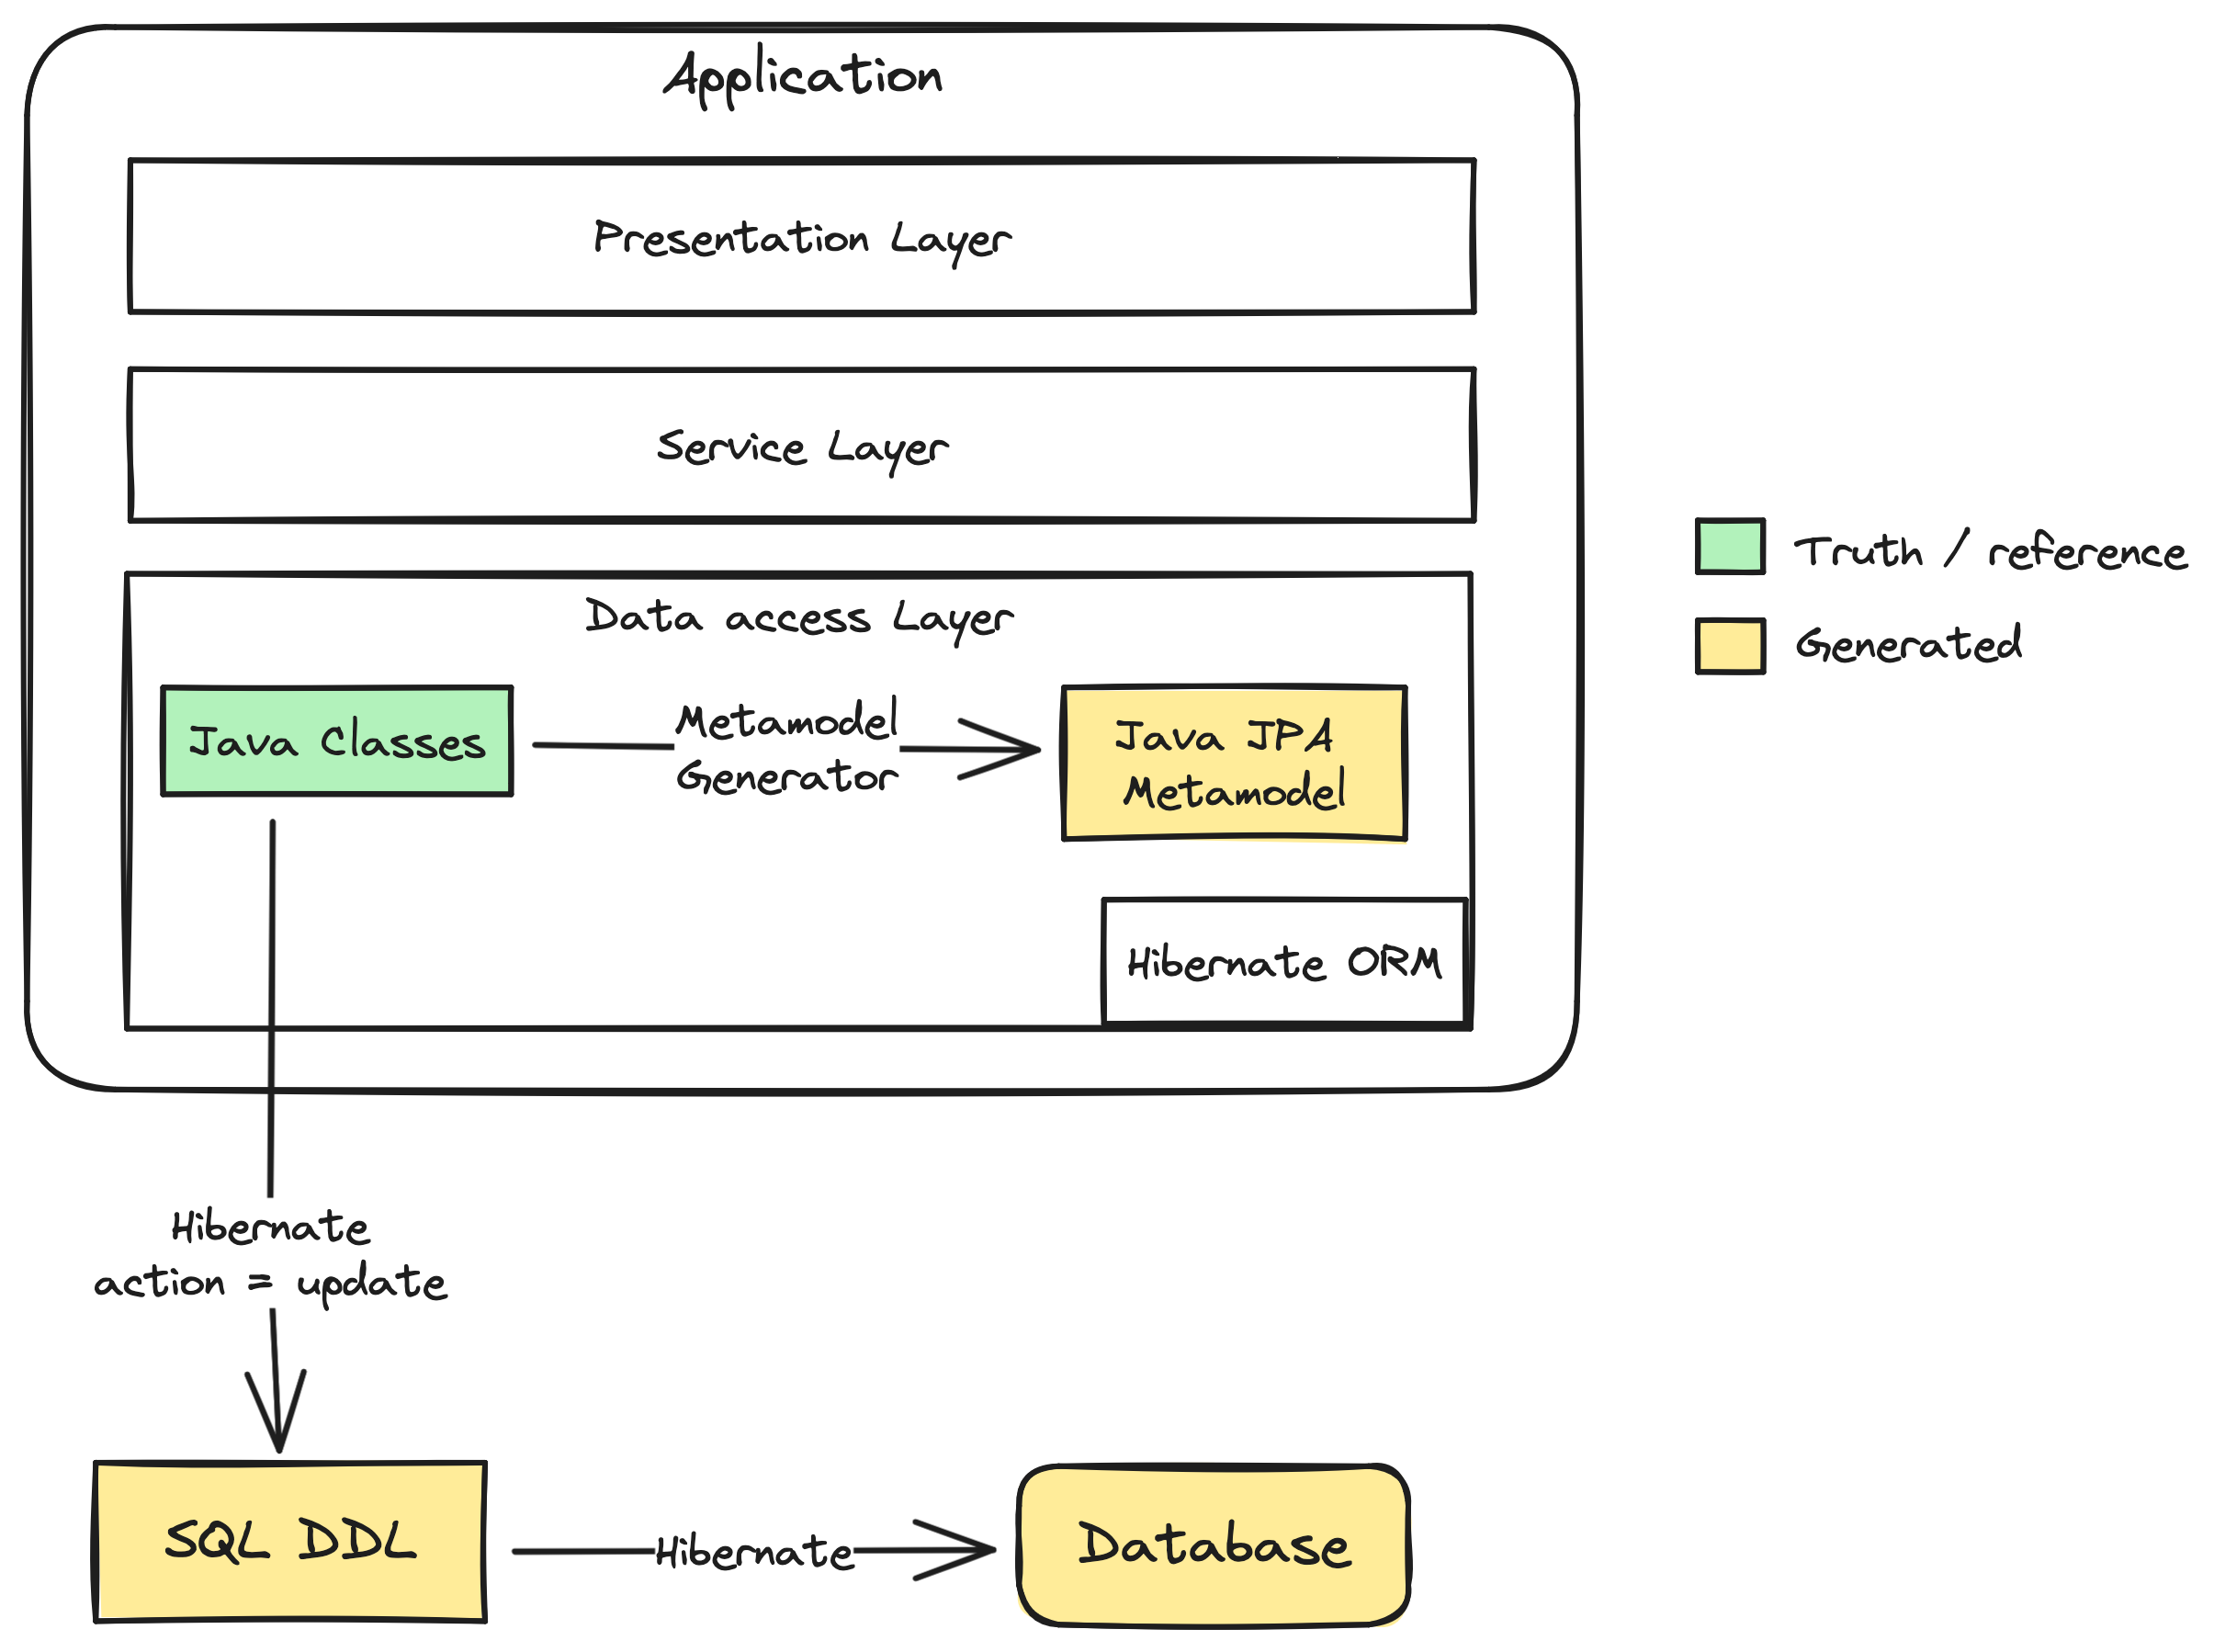 Application
Presentation Layer
Service Layer
Data access Layer
Java Classes
Metamodel
Generator
Java JPA
Metamodel
Hibernate ORM
Truth / reference
Generated
Hibernate
action = update
SQL DDL
Hibernate
Database